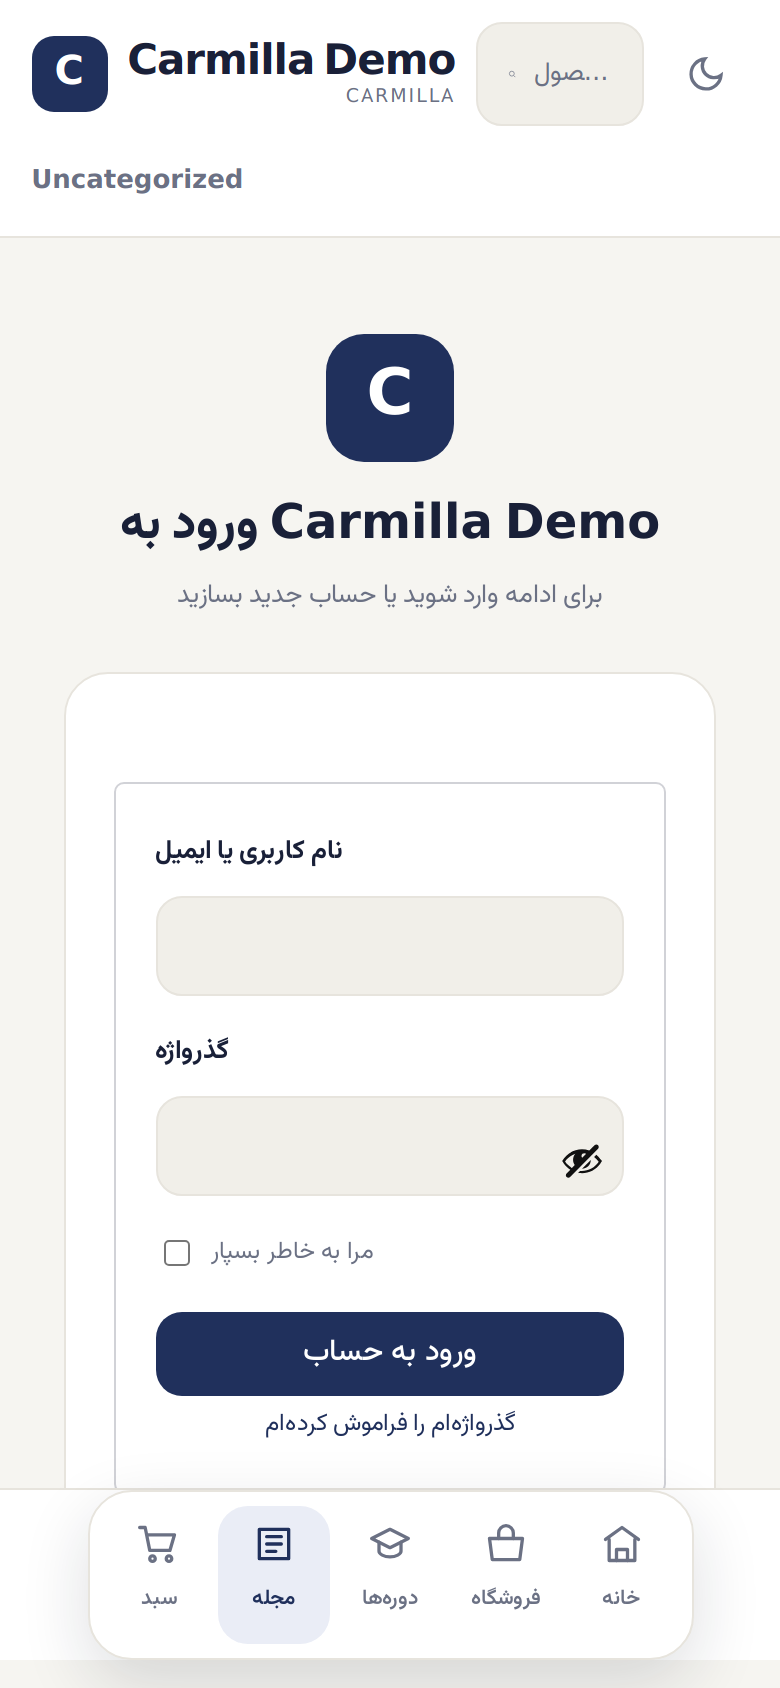 C
Carmilla Demo
CARMILLA
صول...
Uncategorized
C
ورود به Carmilla Demo
برای ادامه وارد شوید یا حساب جدید بسازید
نام کاربری یا ایمیل
گذرواژه
مرا به خاطر بسپار
ورود به حساب
گذرواژه‌ام را فراموش کرده‌ام
خانه
فروشگاه
دوره‌ها
مجله
سبد